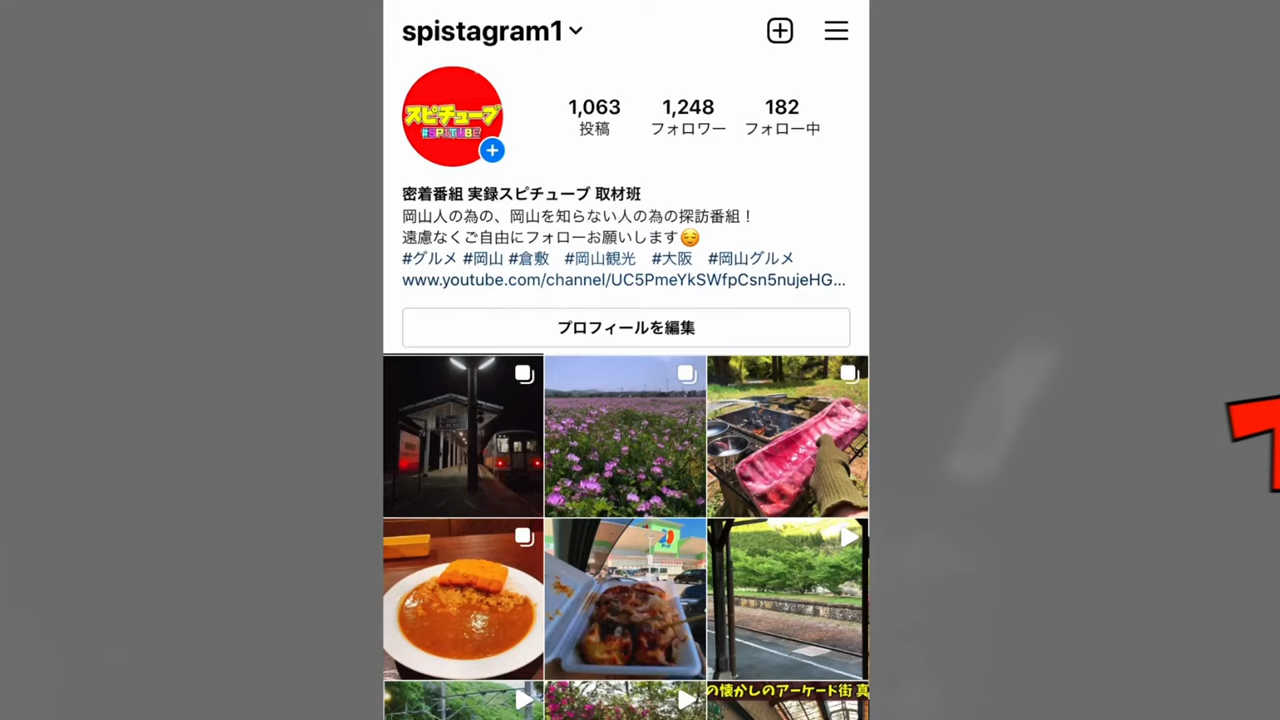 spistagram1
スピチューブ
#SPITUBE
1,063
投稿
1,248
フォロワー
182
フォロー中
密着番組 実録スピチューブ 取材班
岡山人の為の、岡山を知らない人の為の探訪番組！
遠慮なくご自由にフォローお願いします😌
#グルメ #岡山 #倉敷 #岡山観光 #大阪 #岡山グルメ
www.youtube.com/channel/UC5PmeYkSWfpCsn5nujeHG...
プロフィールを編集
の懐かしのアーケード街 真